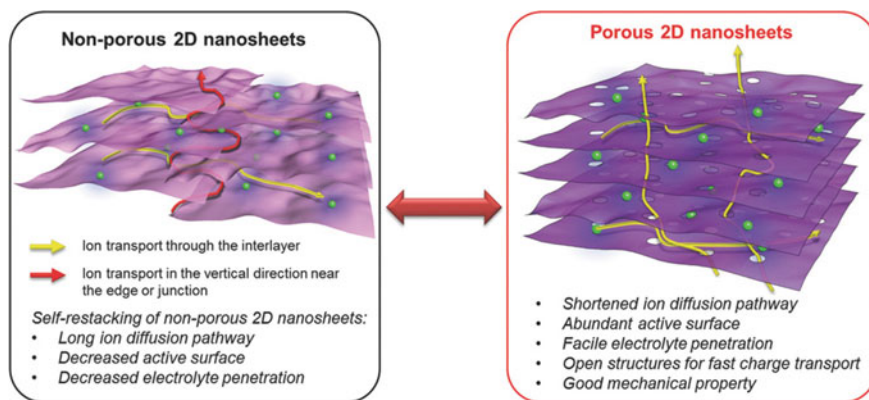 Non-porous 2D nanosheets
Ion transport through the interlayer
Ion transport in the vertical direction near
the edge or junction
Self-restacking of non-porous 2D nanosheets:
• Long ion diffusion pathway
• Decreased active surface
• Decreased electrolyte penetration
Porous 2D nanosheets
• Shortened ion diffusion pathway
• Abundant active surface
• Facile electrolyte penetration
• Open structures for fast charge transport
• Good mechanical property